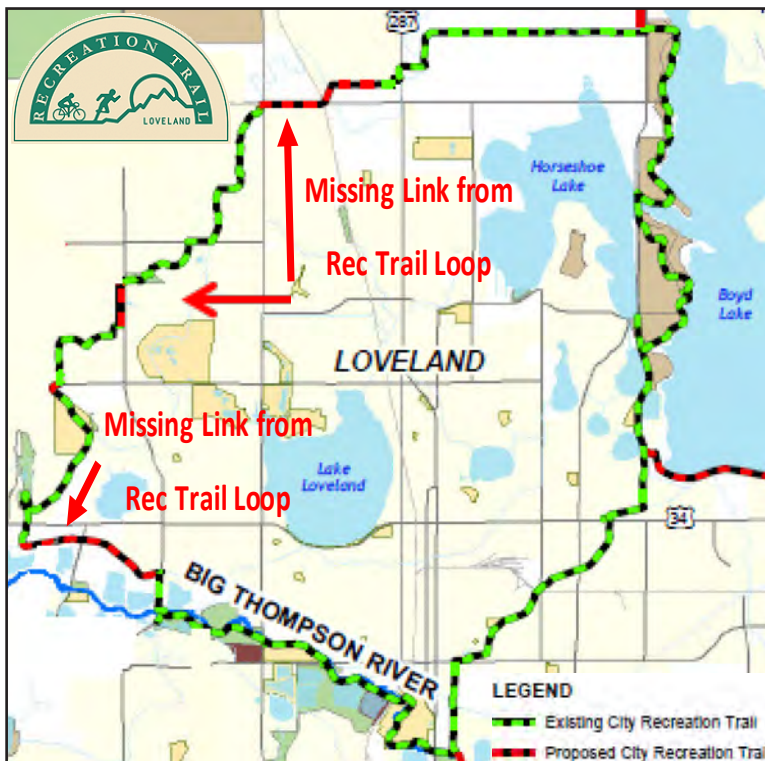 RECREATION TRAIL
LOVELAND
287
Missing Link from
Rec Trail Loop
Horseshoe
Lake
Boyd
Lake
LOVELAND
Missing Link from
Rec Trail Loop
Lake
Loveland
34
BIG THOMPSON RIVER
LEGEND
Existing City Recreation Trail
Proposed City Recreation Trail